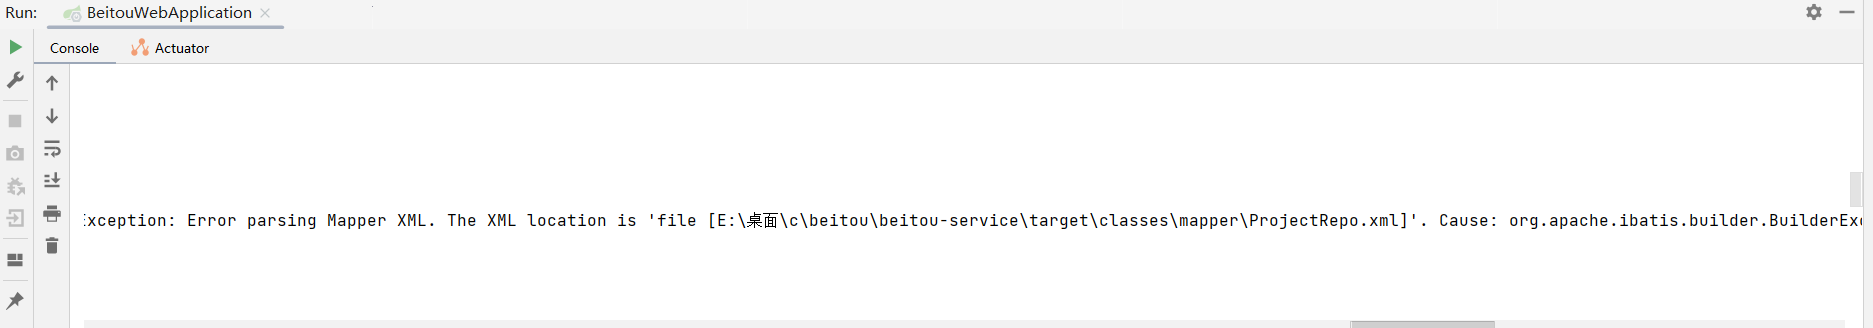 Run: BeitouWebApplication
Console Actuator
Exception: Error parsing Mapper XML. The XML location is 'file [E:\桌面\c\beitou\beitou-service\target\classes\mapper\ProjectRepo.xml]'. Cause: org.apache.ibatis.builder.BuilderExc